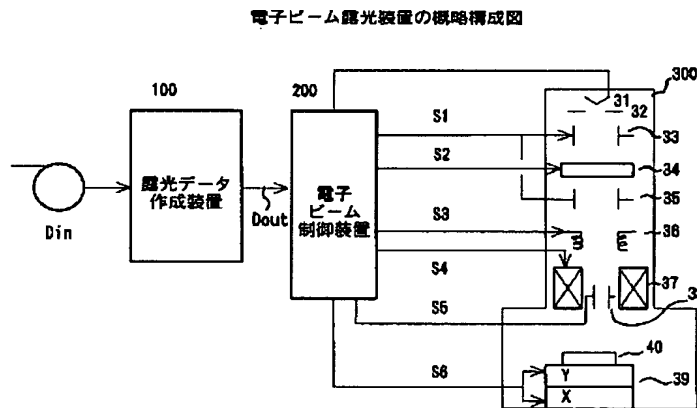 電子ビーム露光装置の概略構成図
100
200
300
31
32
S1
33
S2
34
露光データ
作成装置
電子
ビーム
制御装置
35
Din
Dout
S3
36
S4
37
S5
40
S6
Y
39
X